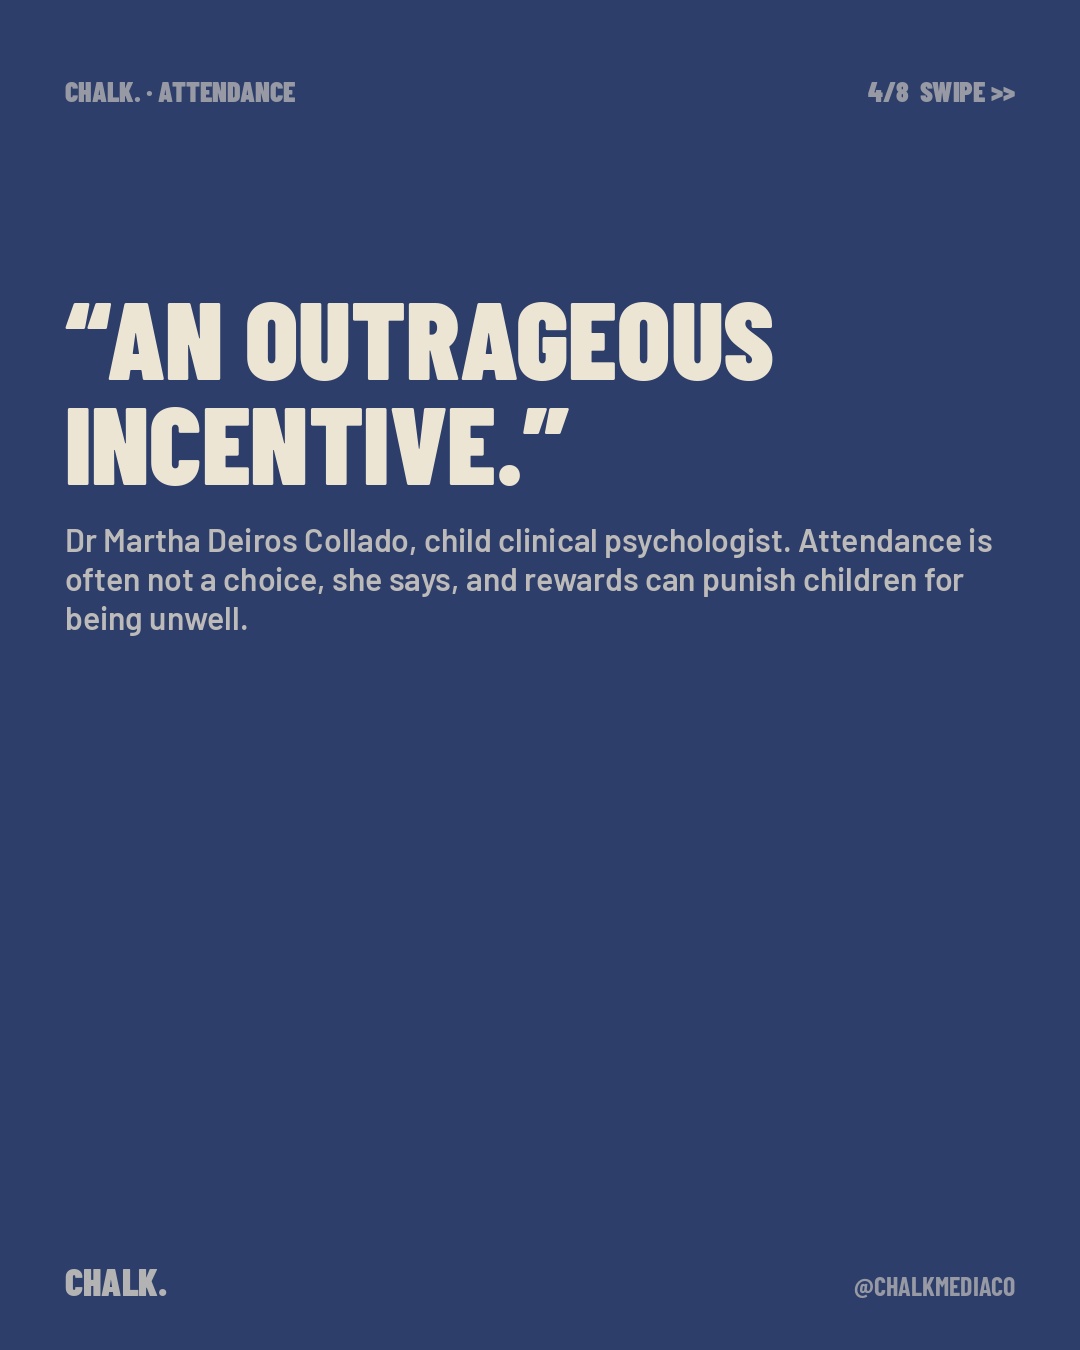 CHALK. · ATTENDANCE
4/8 SWIPE >>
“AN OUTRAGEOUS
INCENTIVE.”
Dr Martha Deiros Collado, child clinical psychologist. Attendance is
often not a choice, she says, and rewards can punish children for
being unwell.
CHALK.
@CHALKMEDIACO